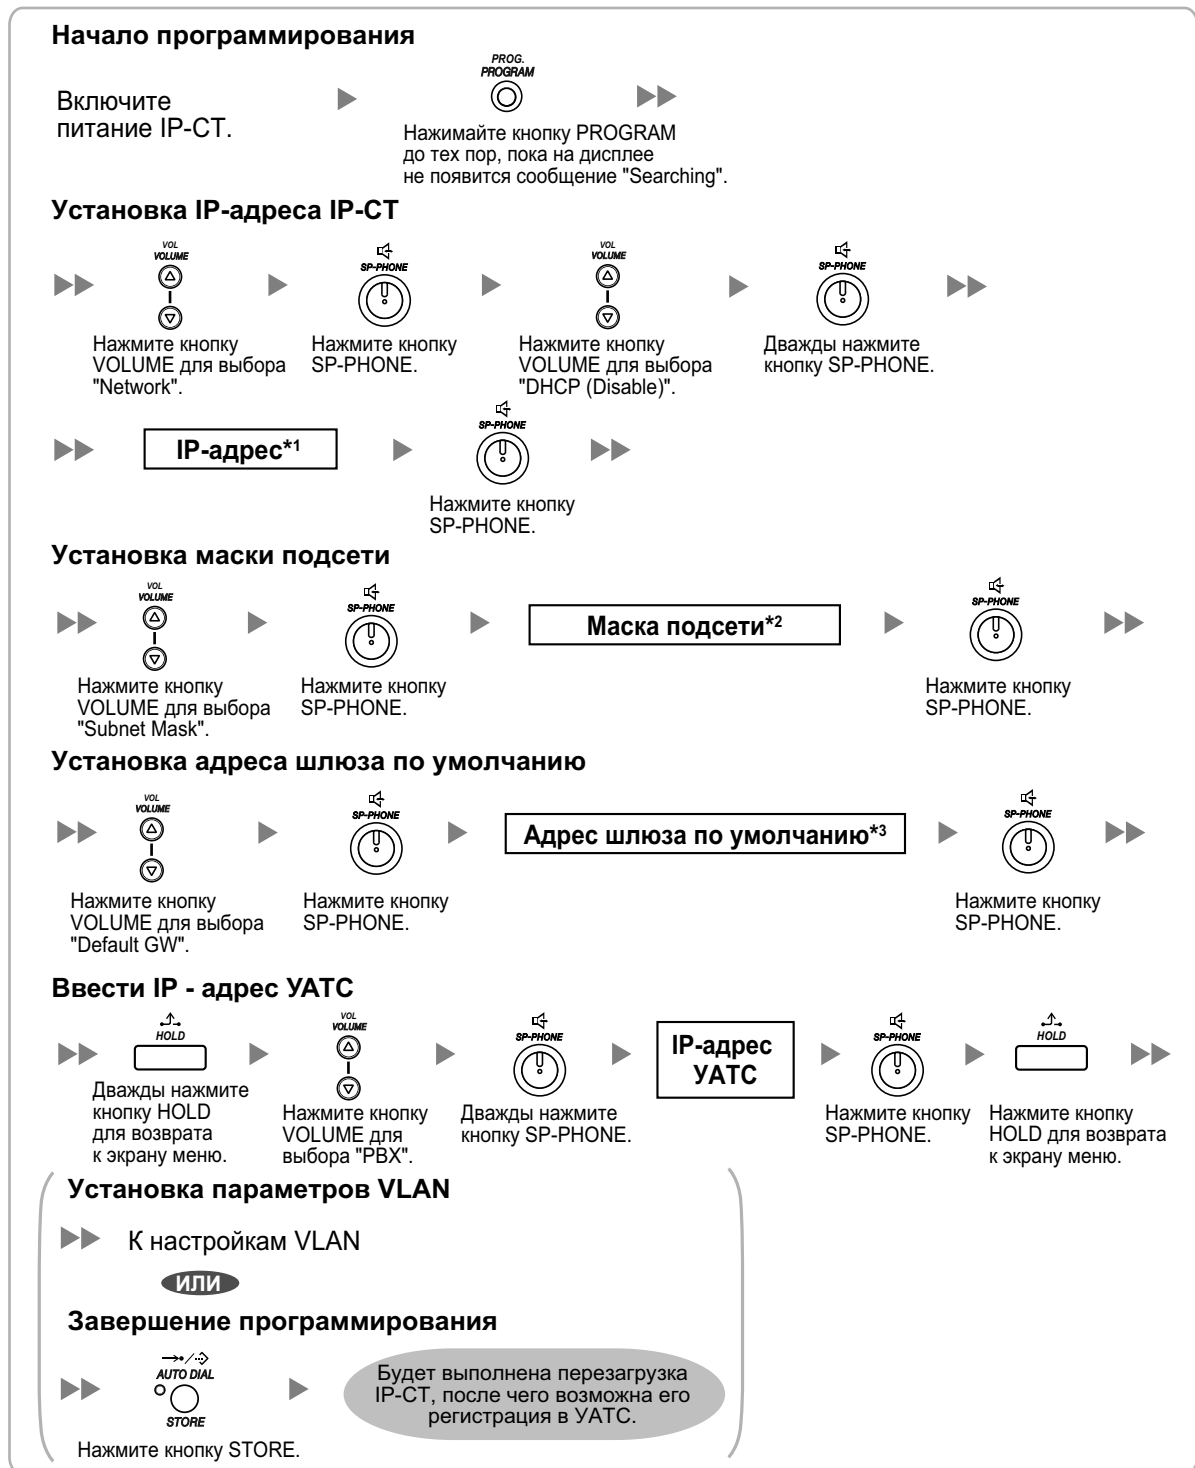 Начало программирования
PROG.
PROGRAM
Включите
питание IP-СТ.
Нажимайте кнопку PROGRAM
до тех пор, пока на дисплее
не появится сообщение "Searching".
Установка IP-адреса IP-СТ
VOL
VOLUME
Нажмите кнопку
VOLUME для выбора
"Network".
SP-PHONE
Нажмите кнопку
SP-PHONE.
VOL
VOLUME
Нажмите кнопку
VOLUME для выбора
"DHCP (Disable)".
SP-PHONE
Дважды нажмите
кнопку SP-PHONE.
IP-адрес*1
SP-PHONE
Нажмите кнопку
SP-PHONE.
Установка маски подсети
VOL
VOLUME
Нажмите кнопку
VOLUME для выбора
"Subnet Mask".
SP-PHONE
Нажмите кнопку
SP-PHONE.
Маска подсети*2
SP-PHONE
Нажмите кнопку
SP-PHONE.
Установка адреса шлюза по умолчанию
VOL
VOLUME
Нажмите кнопку
VOLUME для выбора
"Default GW".
SP-PHONE
Нажмите кнопку
SP-PHONE.
Адрес шлюза по умолчанию*3
SP-PHONE
Нажмите кнопку
SP-PHONE.
Ввести IP - адрес УАТС
HOLD
Дважды нажмите
кнопку HOLD
для возврата
к экрану меню.
VOL
VOLUME
Нажмите кнопку
VOLUME для
выбора "PBX".
SP-PHONE
Дважды нажмите
кнопку SP-PHONE.
IP-адрес
УАТС
SP-PHONE
Нажмите кнопку
SP-PHONE.
HOLD
Нажмите кнопку
HOLD для возврата
к экрану меню.
Установка параметров VLAN
К настройкам VLAN
ИЛИ
Завершение программирования
AUTO DIAL
STORE
Нажмите кнопку STORE.
Будет выполнена перезагрузка
IP-СТ, после чего возможна его
регистрация в УАТС.